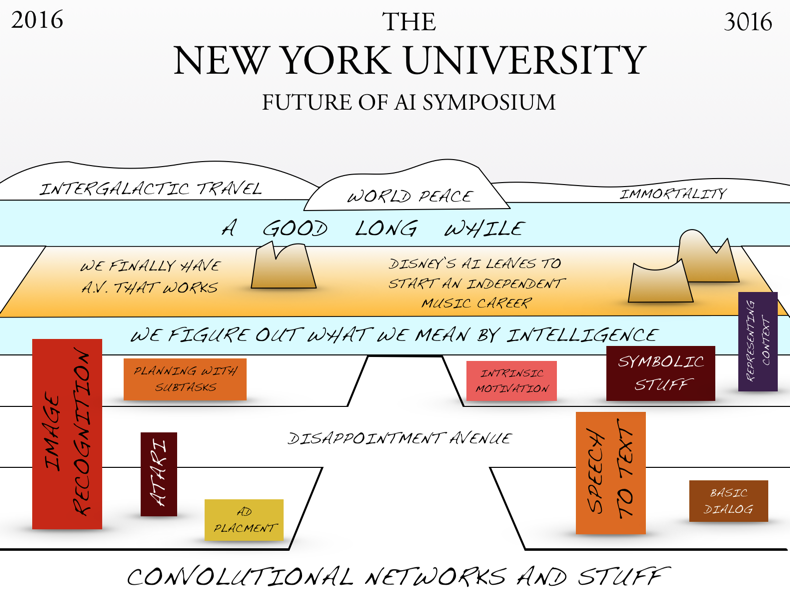 2016
THE
3016
NEW YORK UNIVERSITY
FUTURE OF AI SYMPOSIUM
INTERGALACTIC TRAVEL
WORLD PEACE
IMMORTALITY
A GOOD LONG WHILE
WE FINALLY HAVE
A.V. THAT WORKS
DISNEY'S AI LEAVES TO
START AN INDEPENDENT
MUSIC CAREER
WE FIGURE OUT WHAT WE MEAN BY INTELLIGENCE
REPRESENTING
CONTEXT
IMAGE
RECOGNITION
PLANNING WITH
SUBTASKS
INTRINSIC
MOTIVATION
SYMBOLIC
STUFF
DISAPPOINTMENT AVENUE
ATARI
AD
PLACMENT
SPEECH
TO TEXT
BASIC
DIALOG
CONVOLUTIONAL NETWORKS AND STUFF